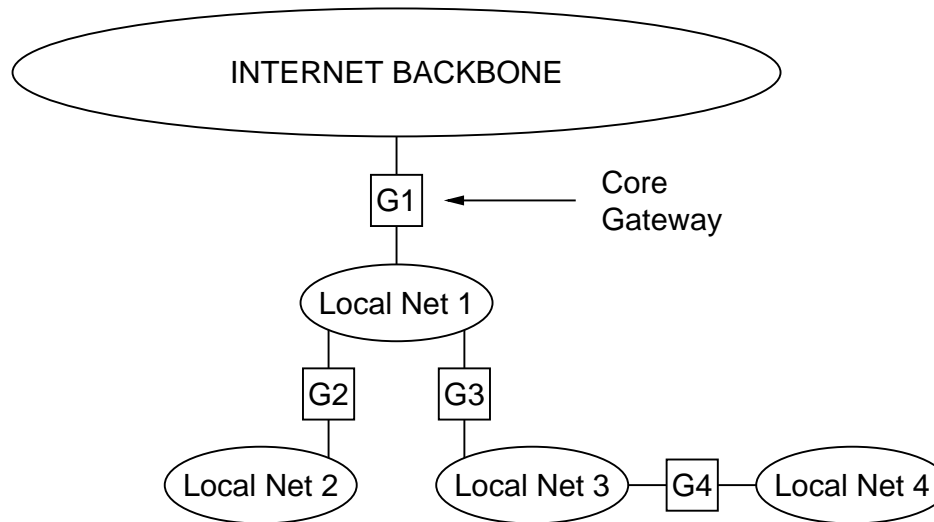 INTERNET BACKBONE
G1
Core
Gateway
Local Net 1
G2
G3
Local Net 2
Local Net 3
G4
Local Net 4